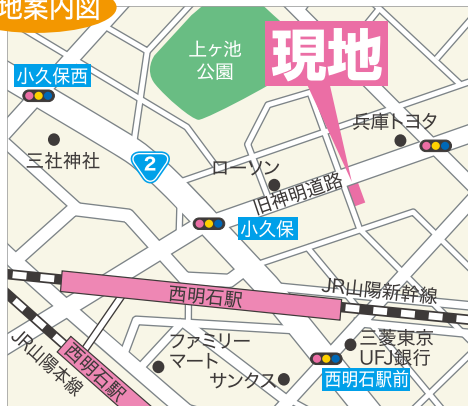 地案内図
上ヶ池
公園
現地
小久保西
兵庫トヨタ
三社神社
2
ローソン
旧神明道路
小久保
西明石駅
JR山陽新幹線
ファミリー
マート
三菱東京
UFJ銀行
JR山陽本線
西明石駅
サンクス
西明石駅前